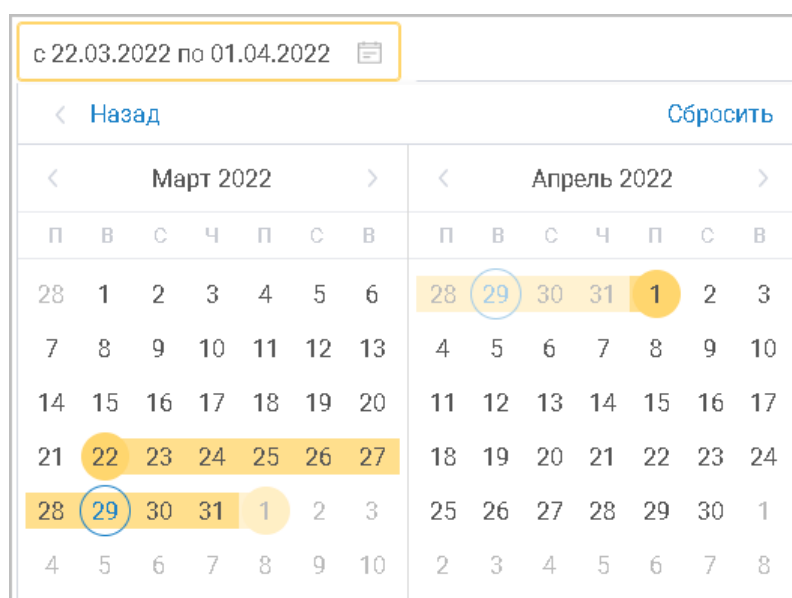 с 22.03.2022 по 01.04.2022
Назад Сбросить
Март 2022 Апрель 2022
П В С Ч П С В П В С Ч П С В
28 1 2 3 4 5 6 28 29 30 31 1 2 3
7 8 9 10 11 12 13 4 5 6 7 8 9 10
14 15 16 17 18 19 20 11 12 13 14 15 16 17
21 22 23 24 25 26 27 18 19 20 21 22 23 24
28 29 30 31 1 2 3 25 26 27 28 29 30 1
4 5 6 7 8 9 10 2 3 4 5 6 7 8